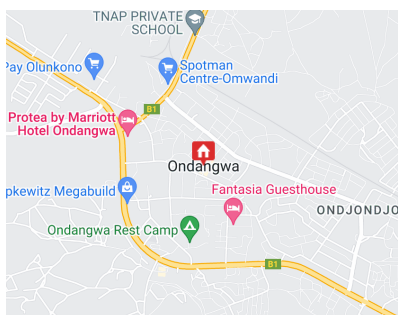 TNAP PRIVATE
SCHOOL
Pay Olunkono
Spotman
Centre-Omwandi
B1
Protea by Marriott
Hotel Ondangwa
Ondangwa
pkewitz Megabuild
Fantasia Guesthouse
ONDJONDJO
Ondangwa Rest Camp
B1